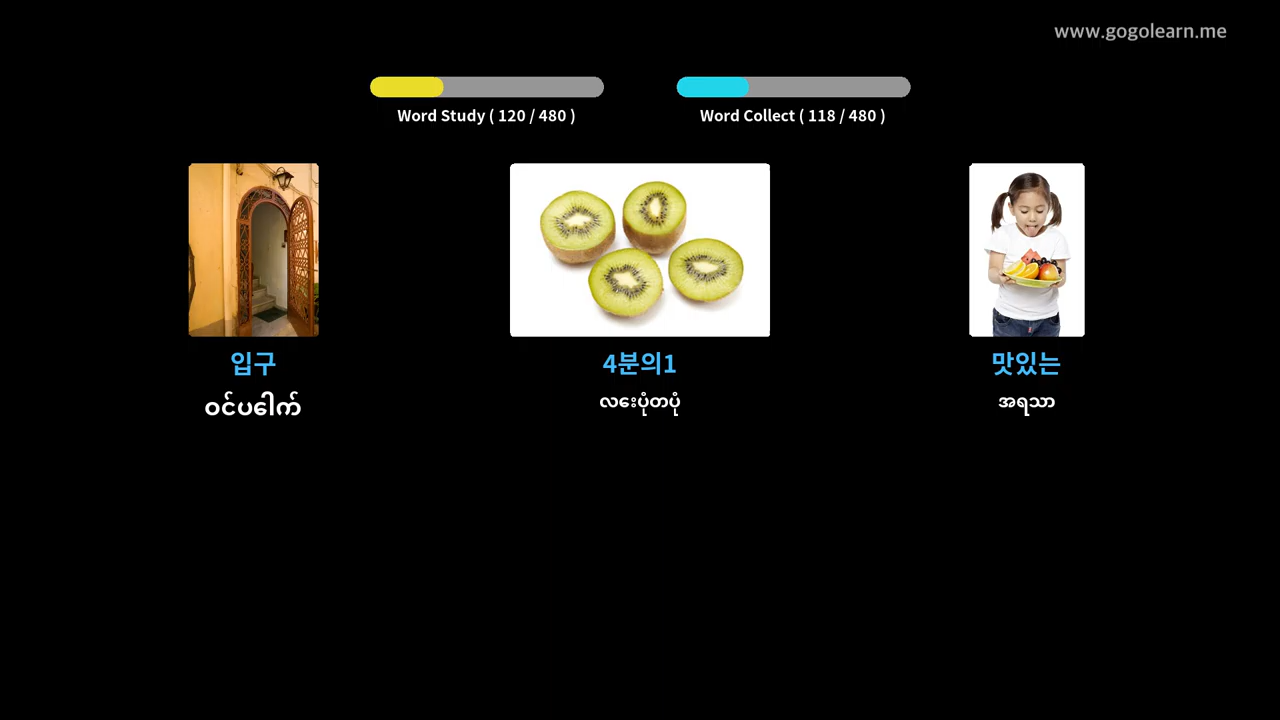 www.gogolearn.me
Word Study ( 120 / 480 )
Word Collect ( 118 / 480 )
입구
4분의1
맛있는
ဝင်ပေါက်
လေးပုံတပုံ
အရသာ